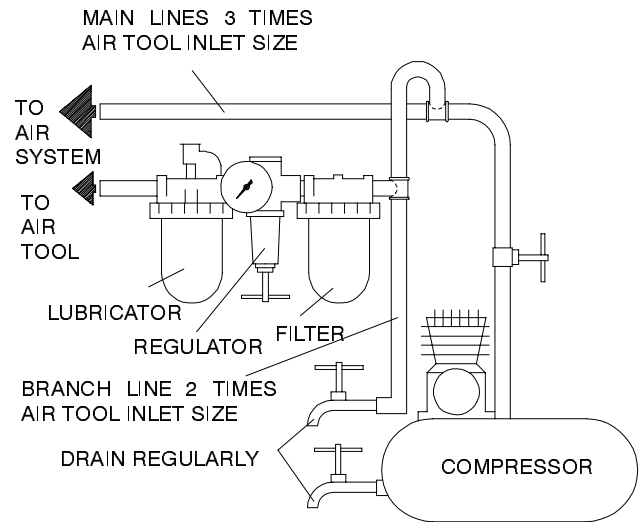 MAIN LINES 3 TIMES
AIR TOOL INLET SIZE
TO
AIR
SYSTEM
TO
AIR
TOOL
LUBRICATOR
REGULATOR
FILTER
BRANCH LINE 2 TIMES
AIR TOOL INLET SIZE
DRAIN REGULARLY
COMPRESSOR